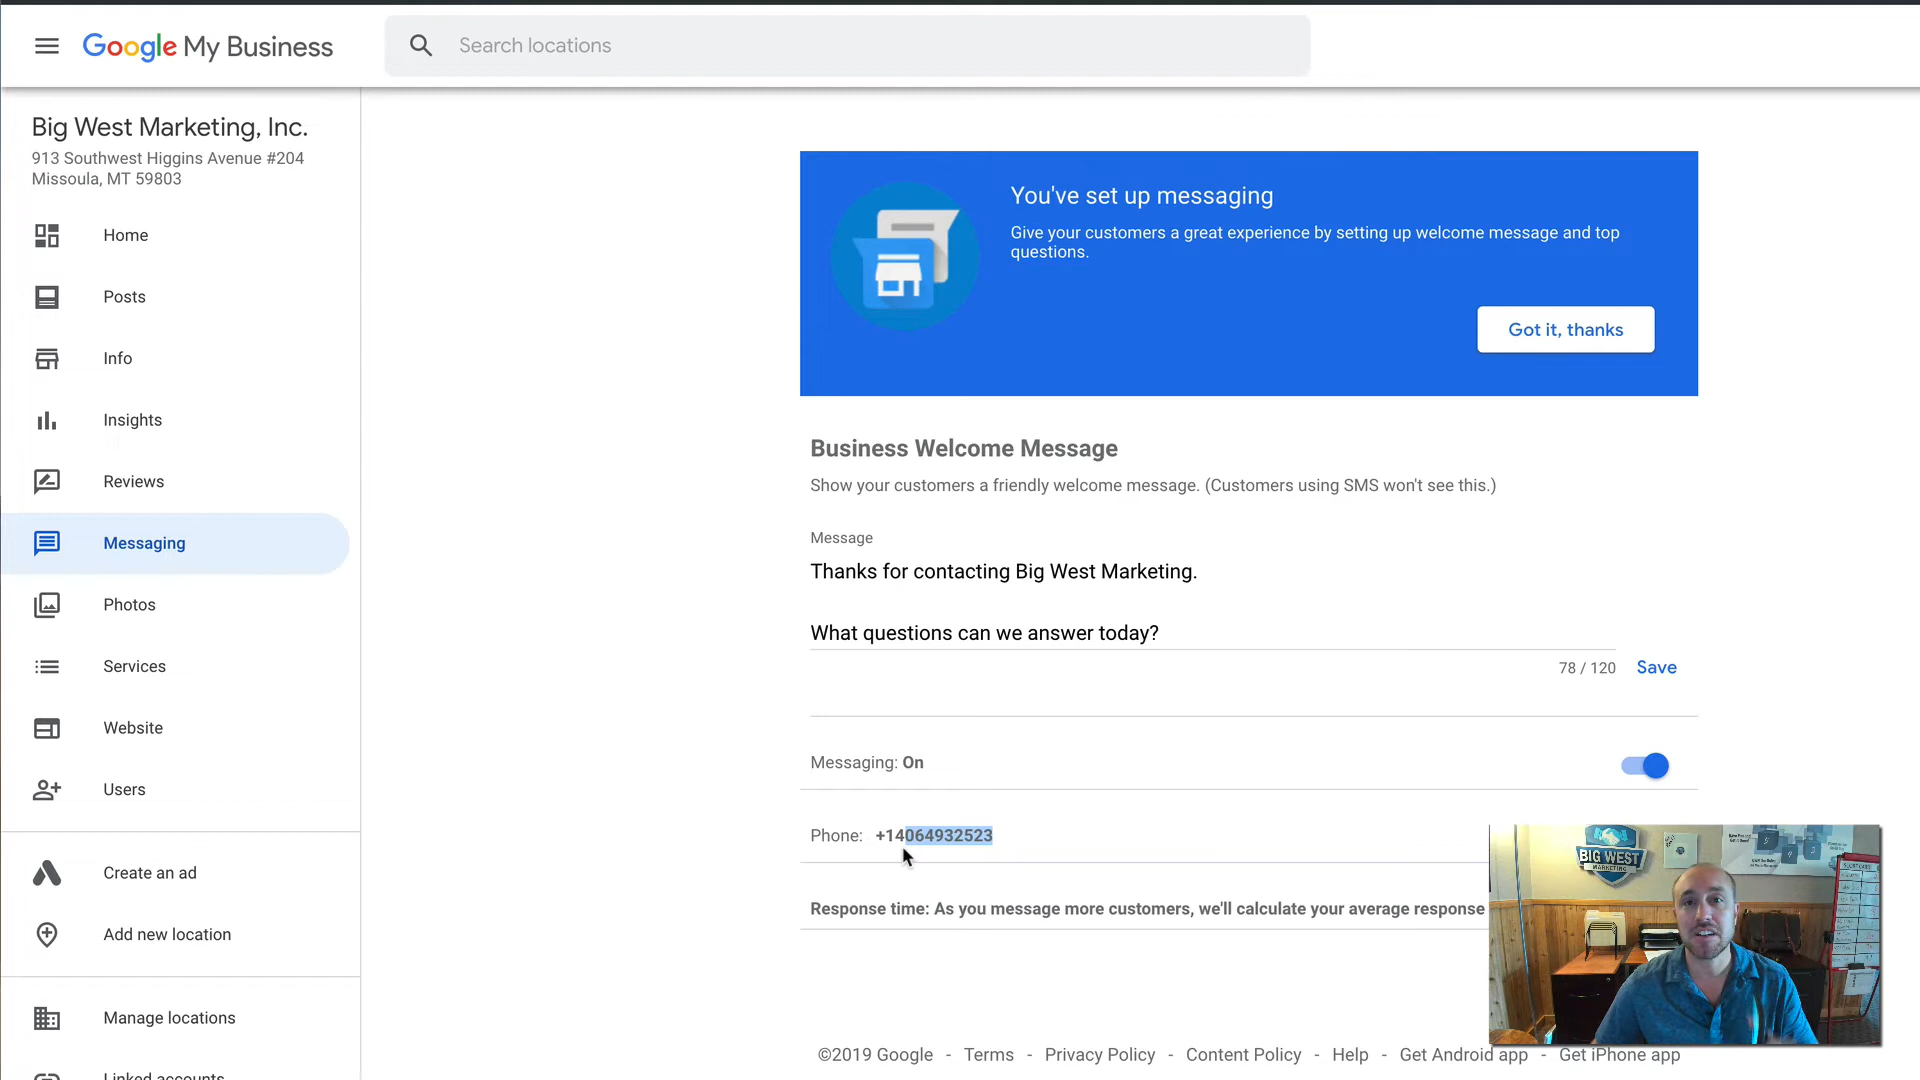 Google My Business
Search locations
Big West Marketing, Inc.
913 Southwest Higgins Avenue #204
Missoula, MT 59803
Home
Posts
Info
Insights
Reviews
Messaging
Photos
Services
Website
Users
Create an ad
Add new location
Manage locations
Linked accounts
You've set up messaging
Give your customers a great experience by setting up welcome message and top
questions.
Got it, thanks
Business Welcome Message
Show your customers a friendly welcome message. (Customers using SMS won't see this.)
Message
Thanks for contacting Big West Marketing.
What questions can we answer today?
78 / 120 Save
Messaging: On
Phone: +14064932523
Response time: As you message more customers, we'll calculate your average response
BIG WEST
MARKETING
©2019 Google - Terms - Privacy Policy - Content Policy - Help - Get Android app - Get iPhone app